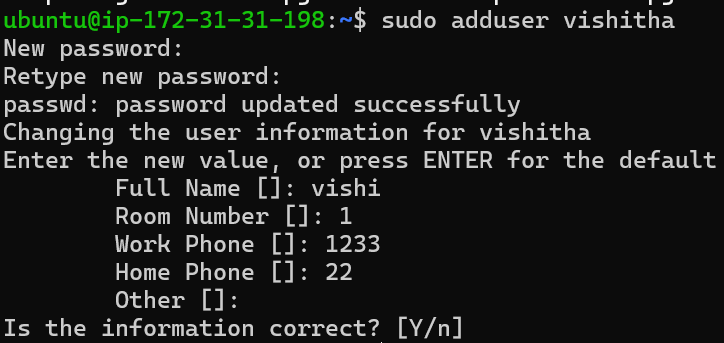 ubuntu@ip-172-31-31-198:~$ sudo adduser vishitha
New password:
Retype new password:
passwd: password updated successfully
Changing the user information for vishitha
Enter the new value, or press ENTER for the default
        Full Name []: vishi
        Room Number []: 1
        Work Phone []: 1233
        Home Phone []: 22
        Other []:
Is the information correct? [Y/n]